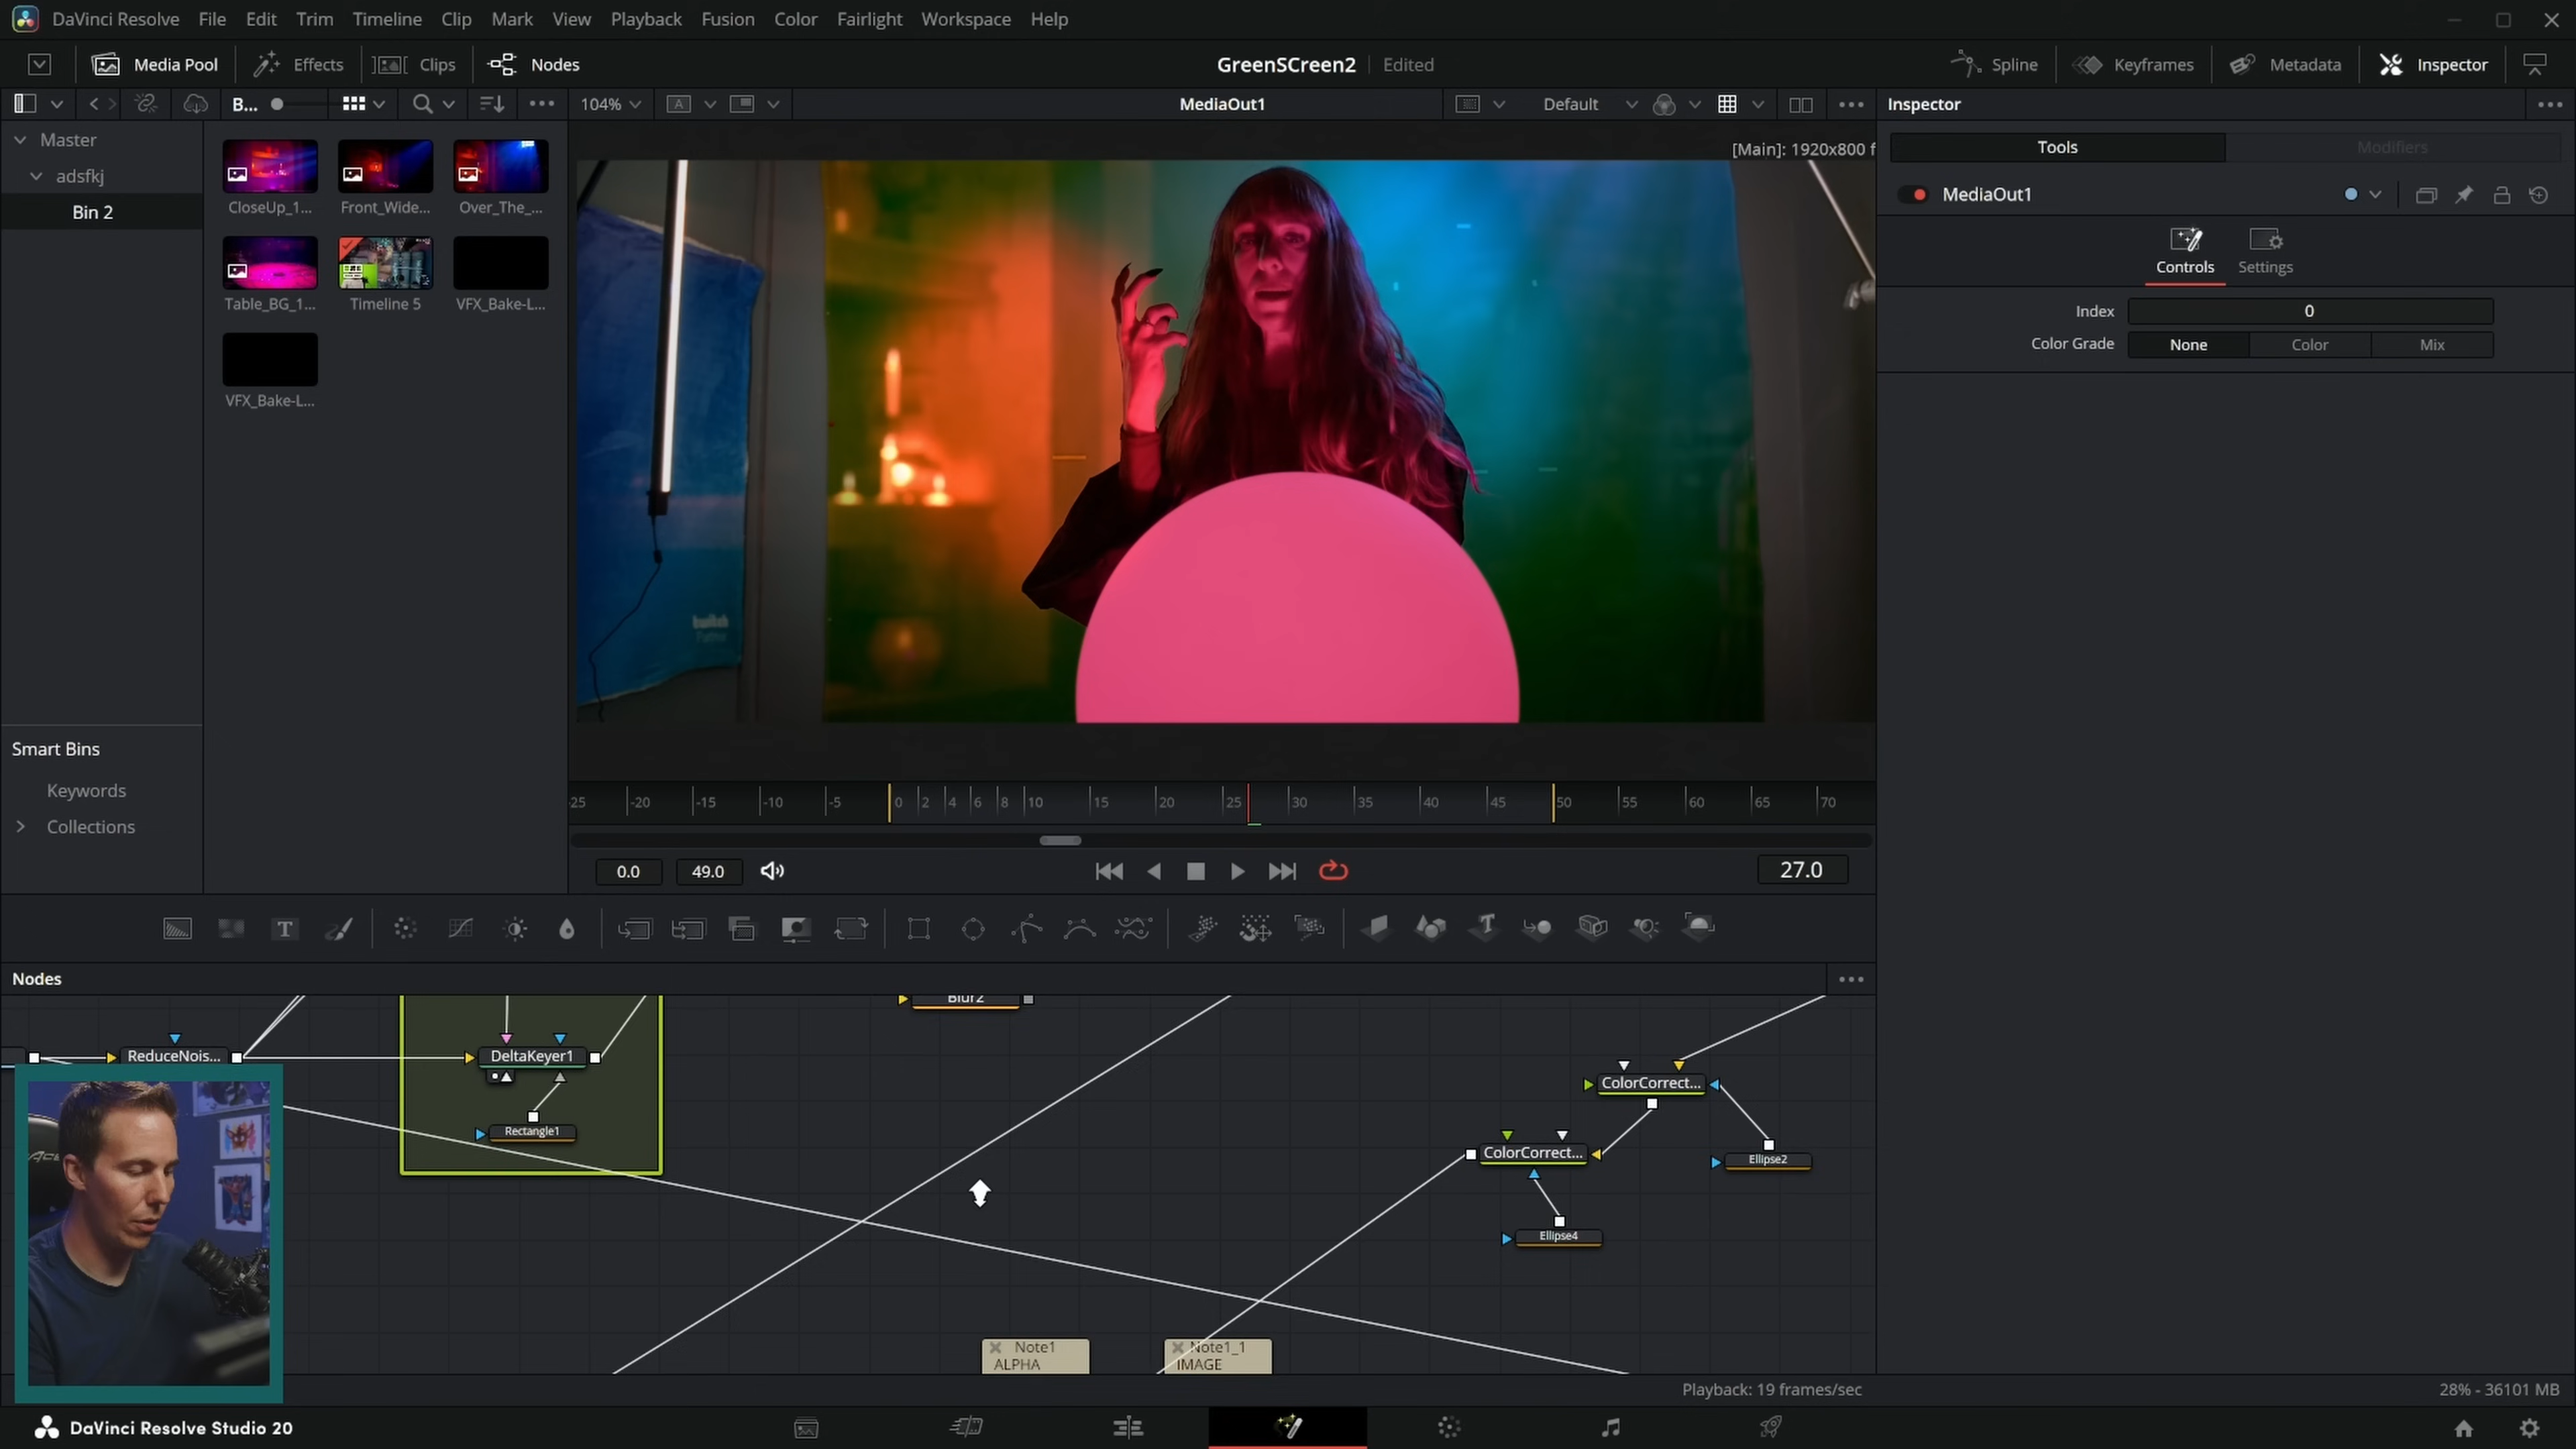 DaVinci Resolve File Edit Trim Timeline Clip Mark View Playback Fusion Color Fairlight Workspace Help
Media Pool Effects Clips Nodes GreenSCreen2 Edited Spline Keyframes Metadata Inspector
B... 104% A MediaOut1 Default Inspector
Master
adsfkj
Bin 2
CloseUp_1... Front_Wide... Over_The_...
Table_BG_1... Timeline 5 VFX_Bake-L...
VFX_Bake-L...
Smart Bins
Keywords
Collections
[Main]: 1920x800 f
twitch
-25 -20 -15 -10 -5 0 2 4 6 8 10 15 20 25 30 35 40 45 50 55 60 65 70
0.0 49.0 27.0
Tools Modifiers
MediaOut1
Controls Settings
Index 0
Color Grade None Color Mix
T T
Nodes
Blur2
ReduceNois... DeltaKeyer1
Rectangle1
ColorCorrect...
ColorCorrect...
Ellipse2
Ellipse4
Note1
ALPHA
Note1_1
IMAGE
Playback: 19 frames/sec 28% - 36101 MB
DaVinci Resolve Studio 20